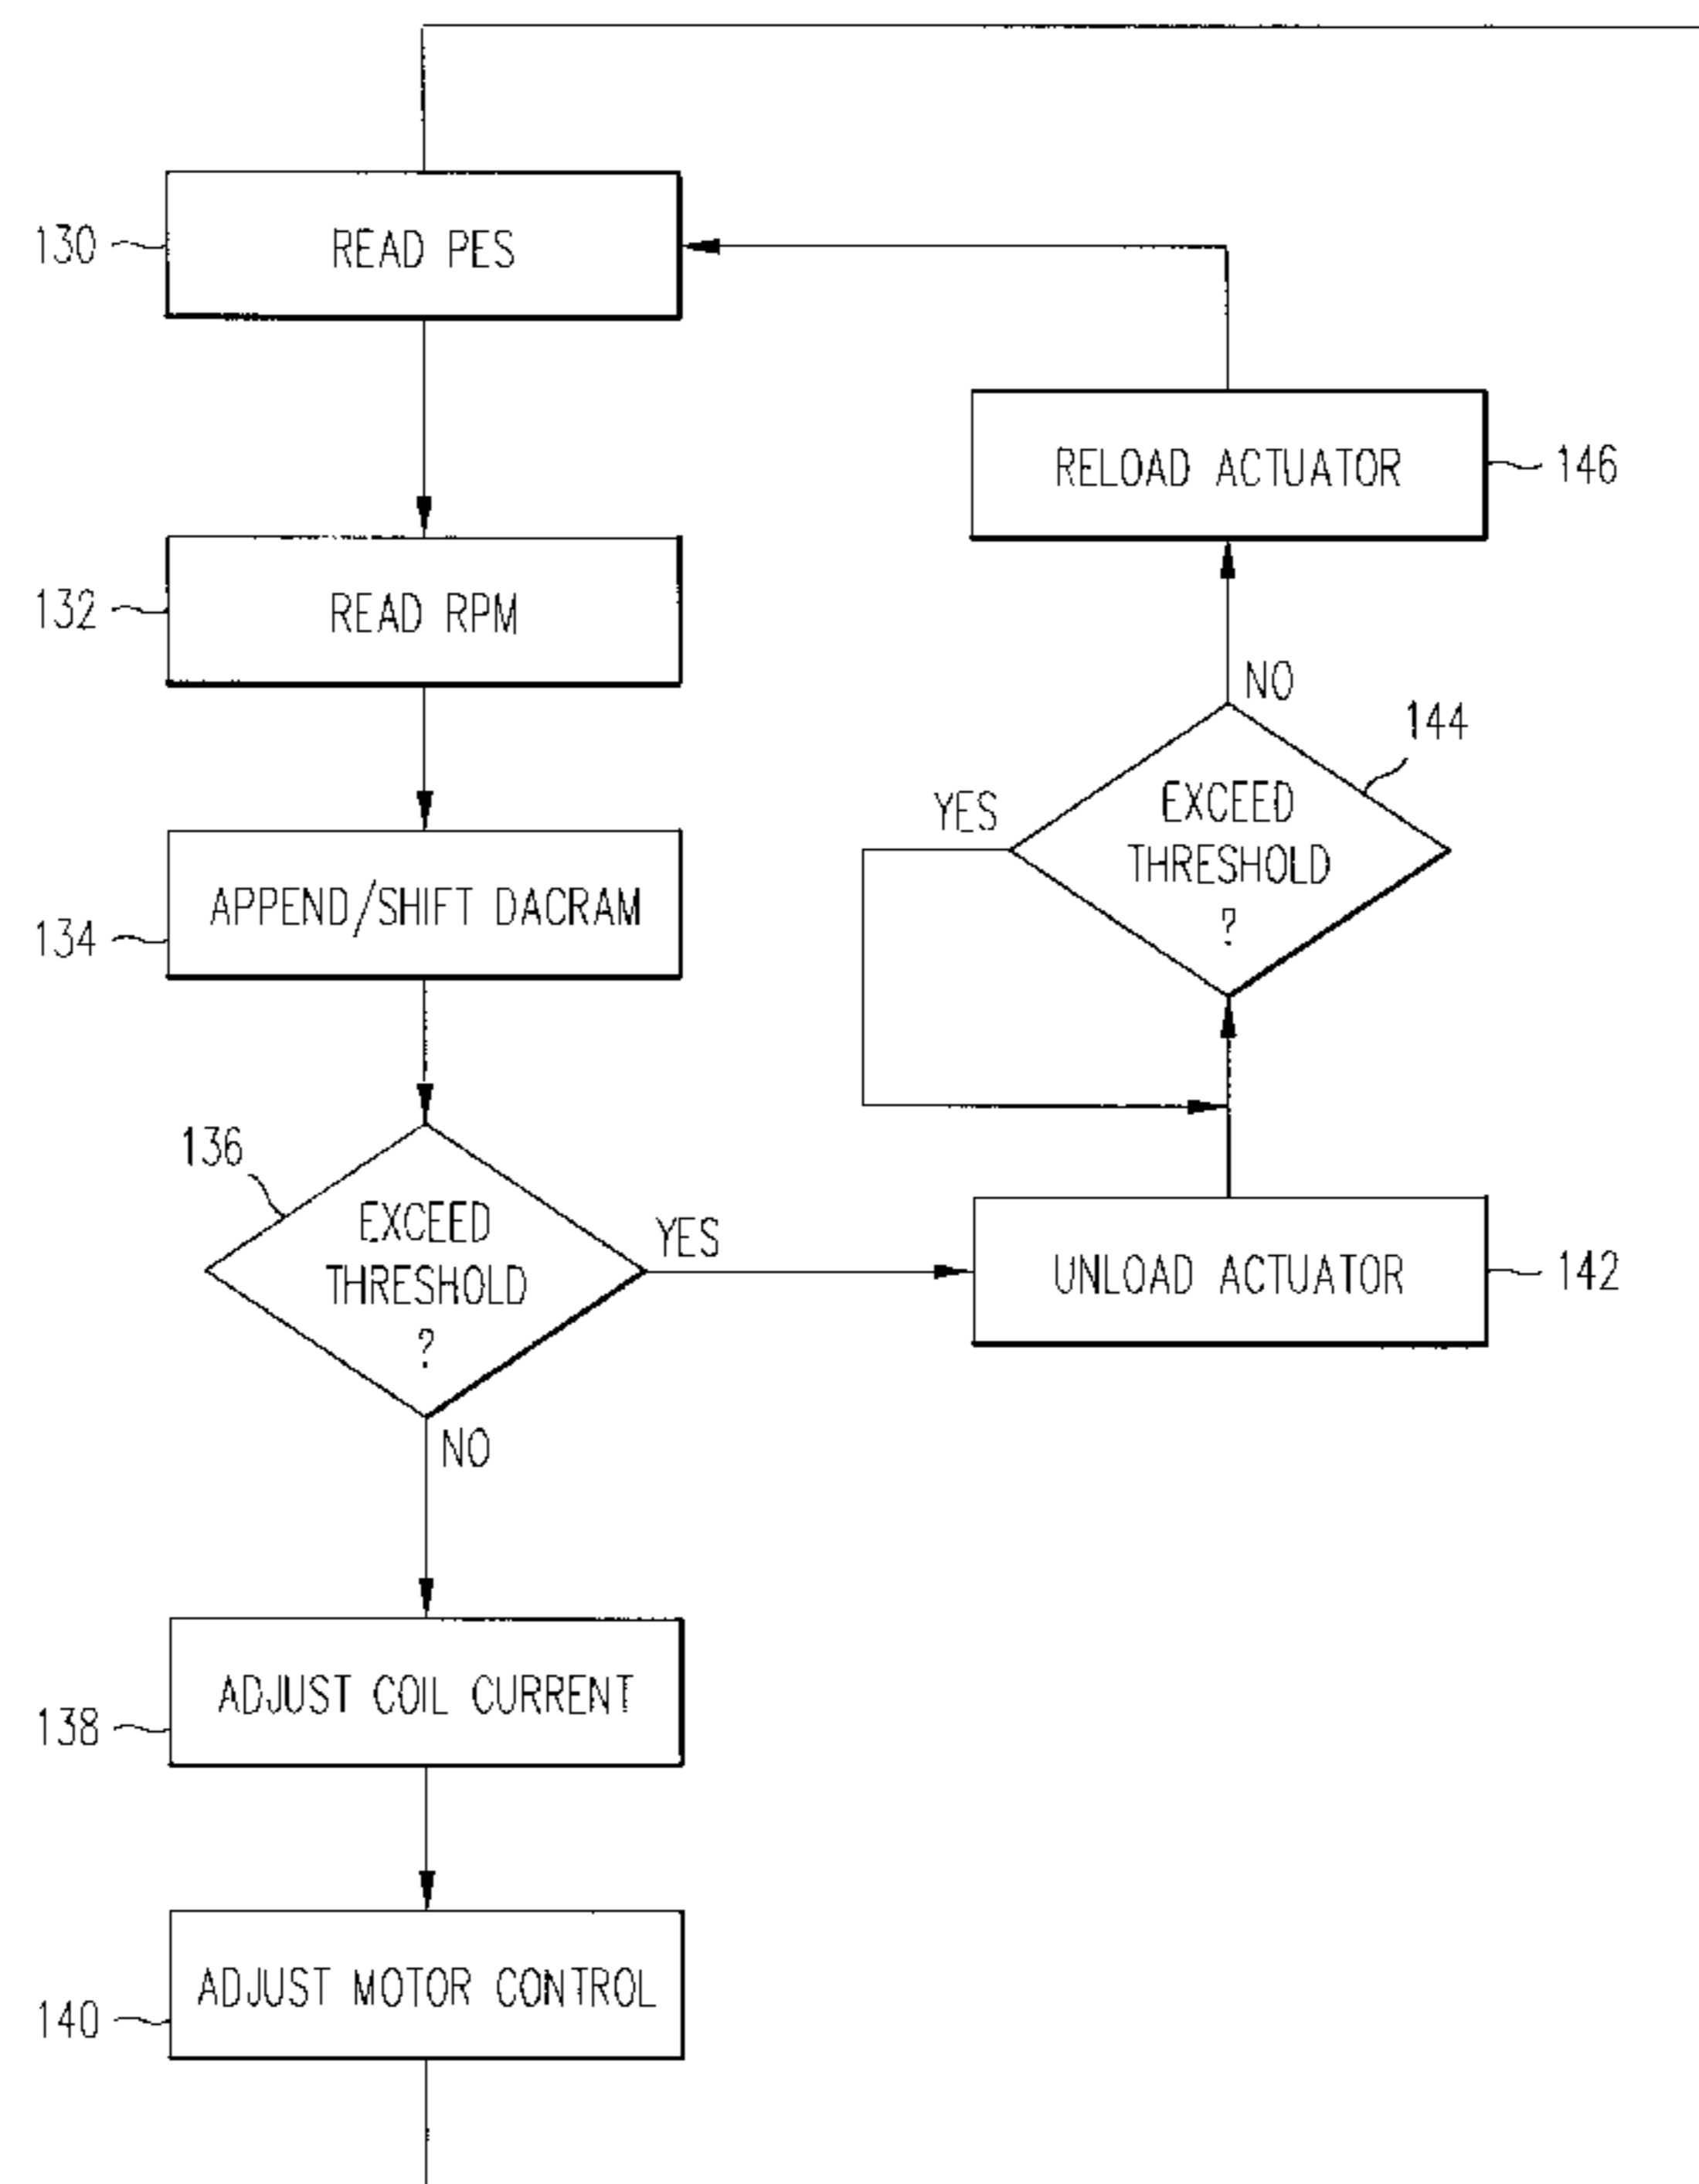 130
READ PES
132
READ RPM
134
APPEND/SHIFT DACRAM
136
EXCEED
THRESHOLD
?
YES
NO
138
ADJUST COIL CURRENT
140
ADJUST MOTOR CONTROL
UNLOAD ACTUATOR
142
144
EXCEED
THRESHOLD
?
YES
NO
RELOAD ACTUATOR
146